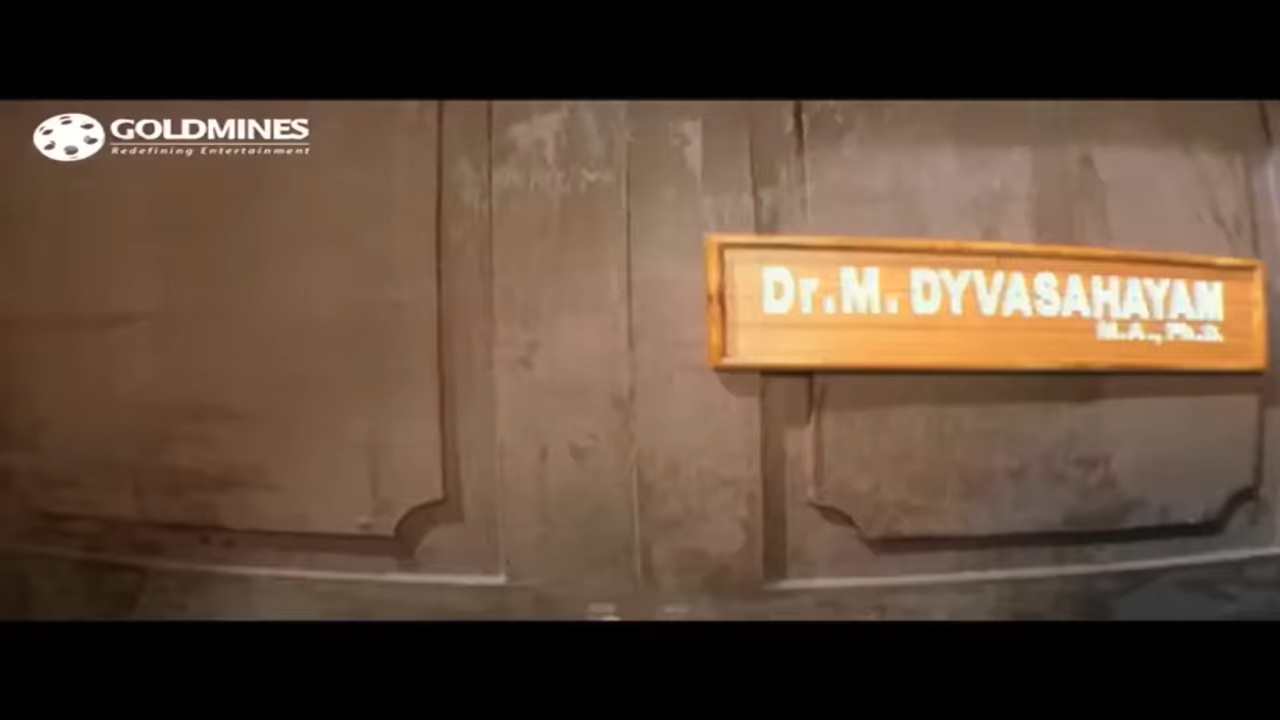 GOLDMINES
Redefining Entertainment
Dr.M. DYVASAHAYAM
M.A., Ph.D.